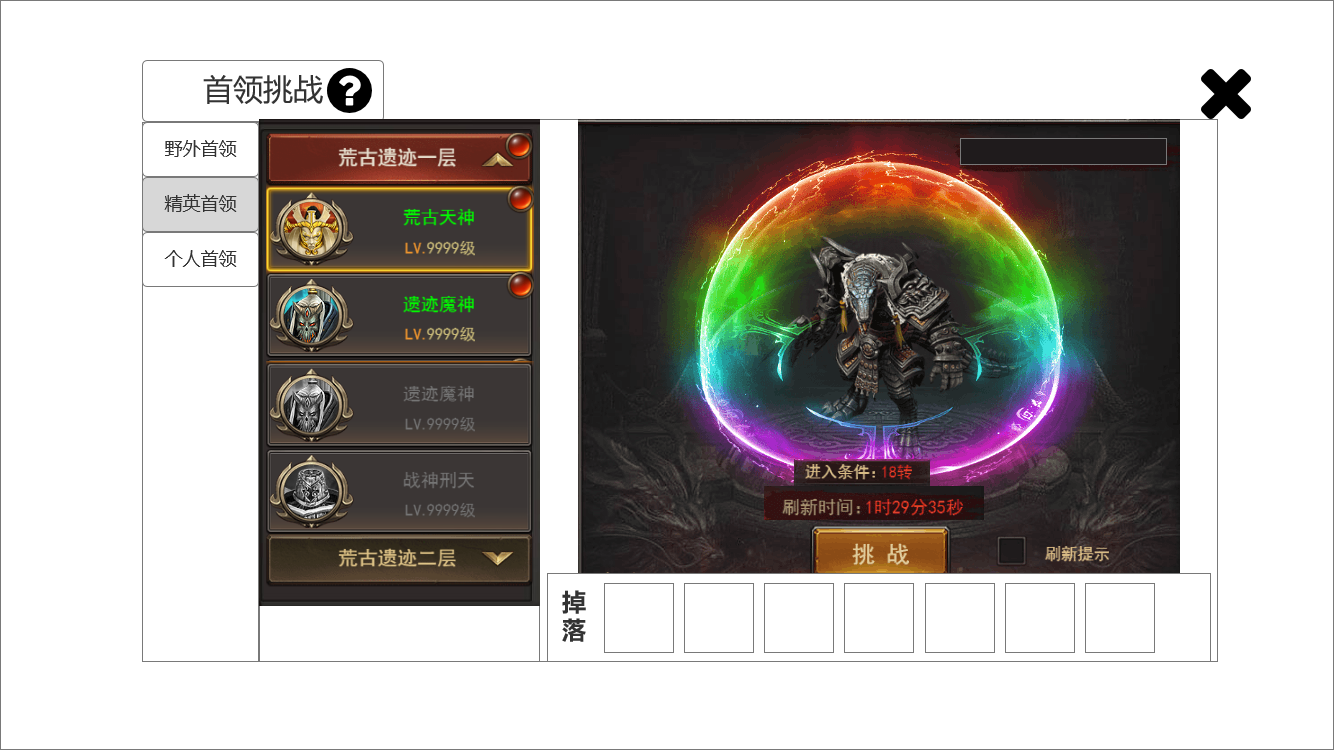 首领挑战?
野外首领
精英首领
个人首领
荒古遗迹一层
荒古天神
LV.9999级
遗迹魔神
LV.9999级
遗迹魔神
LV.9999级
战神刑天
LV.9999级
荒古遗迹二层
进入条件：18转
刷新时间：1时29分35秒
挑 战
刷新提示
掉
落